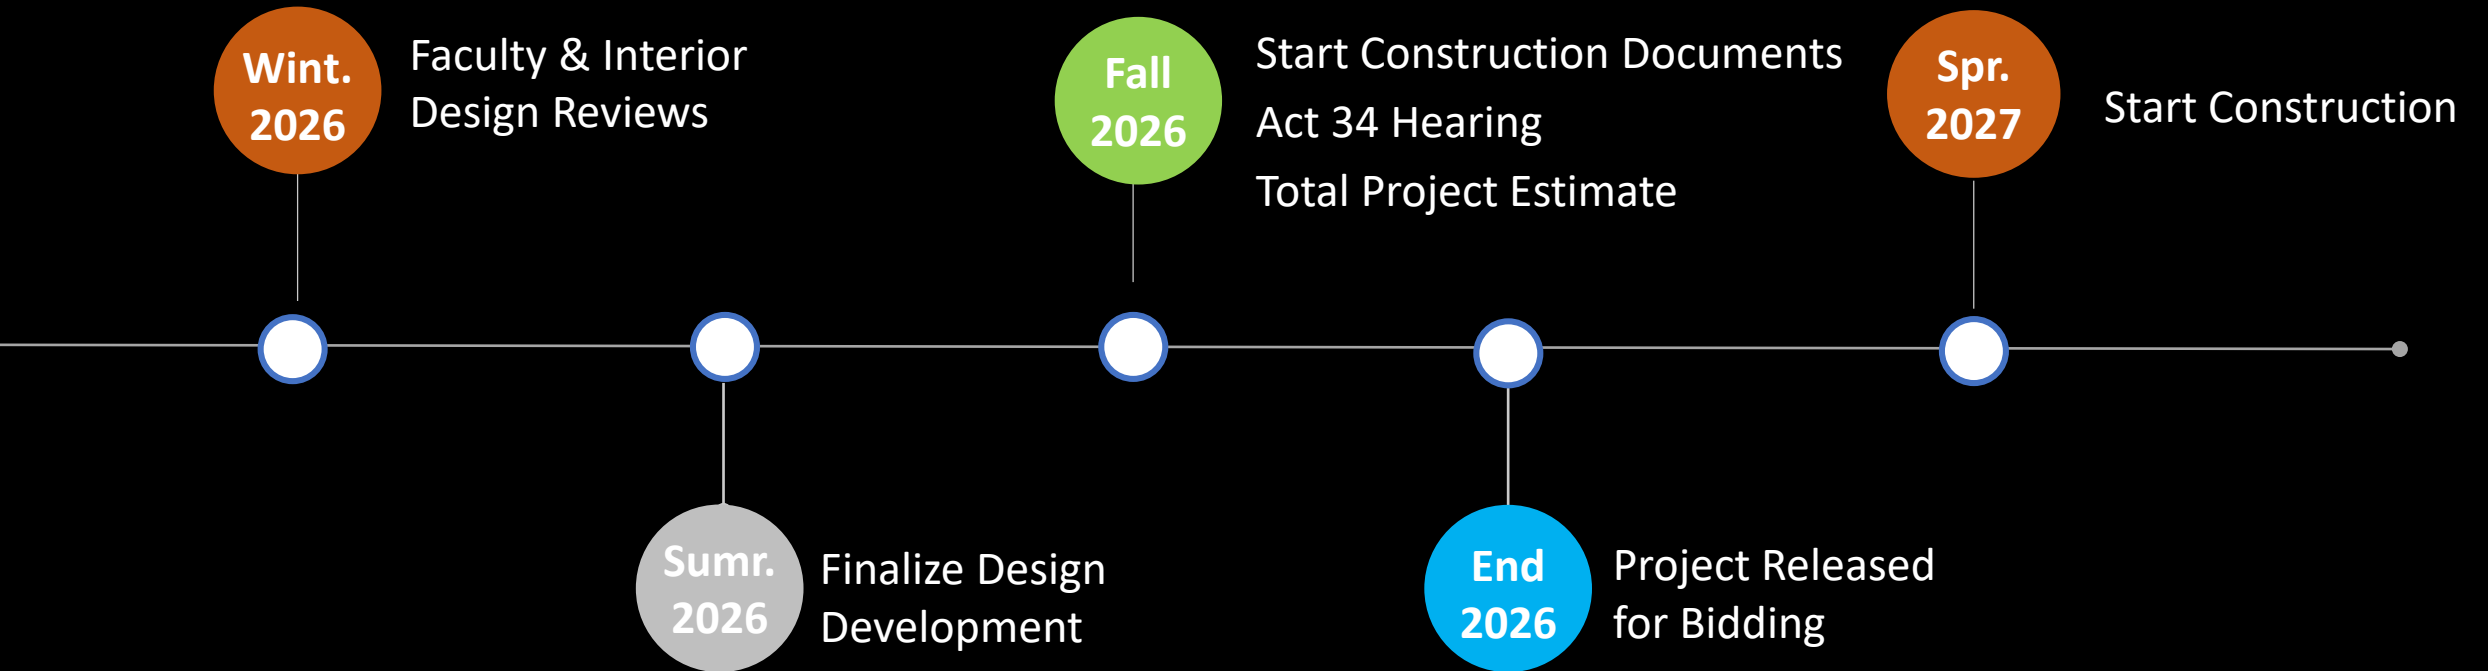 Wint.
2026
Faculty & Interior
Design Reviews
Sumr.
2026
Finalize Design
Development
Fall
2026
Start Construction Documents
Act 34 Hearing
Total Project Estimate
End
2026
Project Released
for Bidding
Spr.
2027
Start Construction